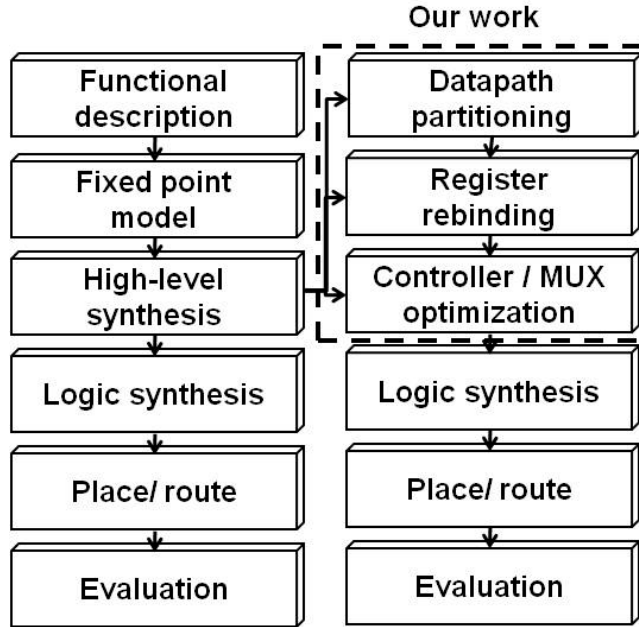 Our work
Functional
description
Fixed point
model
High-level
synthesis
Logic synthesis
Place/ route
Evaluation
Datapath
partitioning
Register
rebinding
Controller / MUX
optimization
Logic synthesis
Place/ route
Evaluation